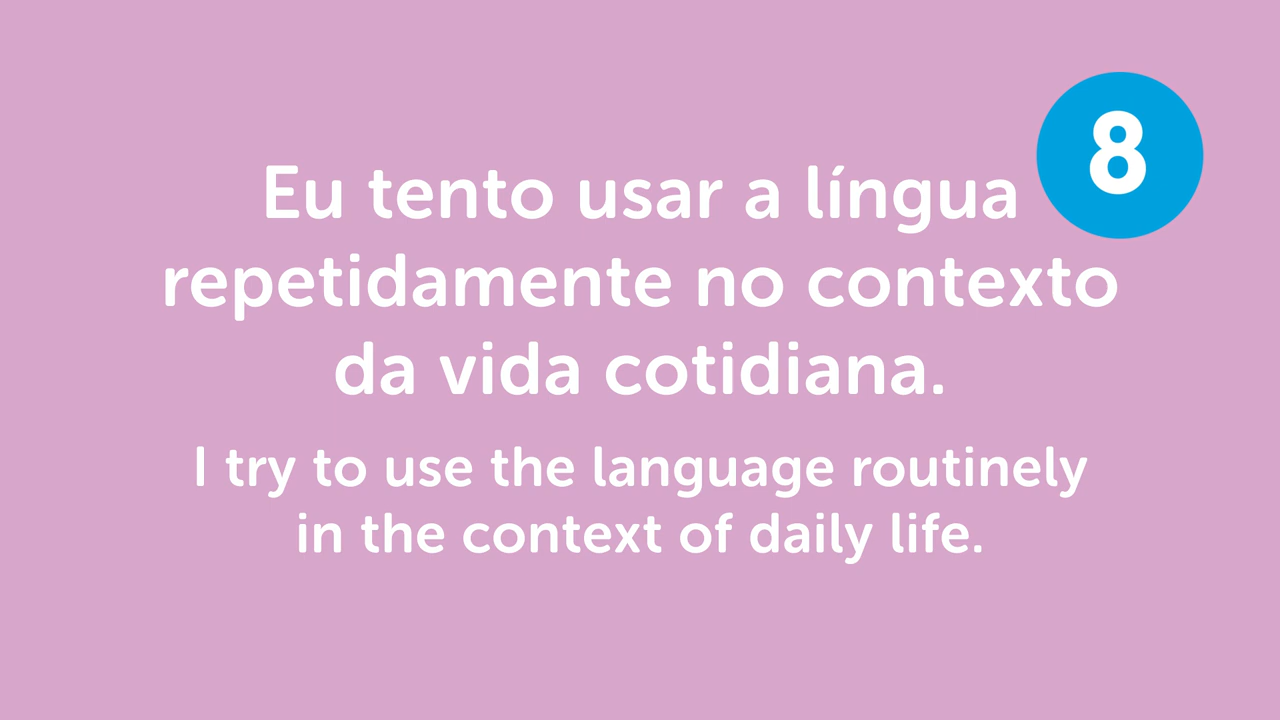 8
Eu tento usar a língua
repetidamente no contexto
da vida cotidiana.
I try to use the language routinely
in the context of daily life.